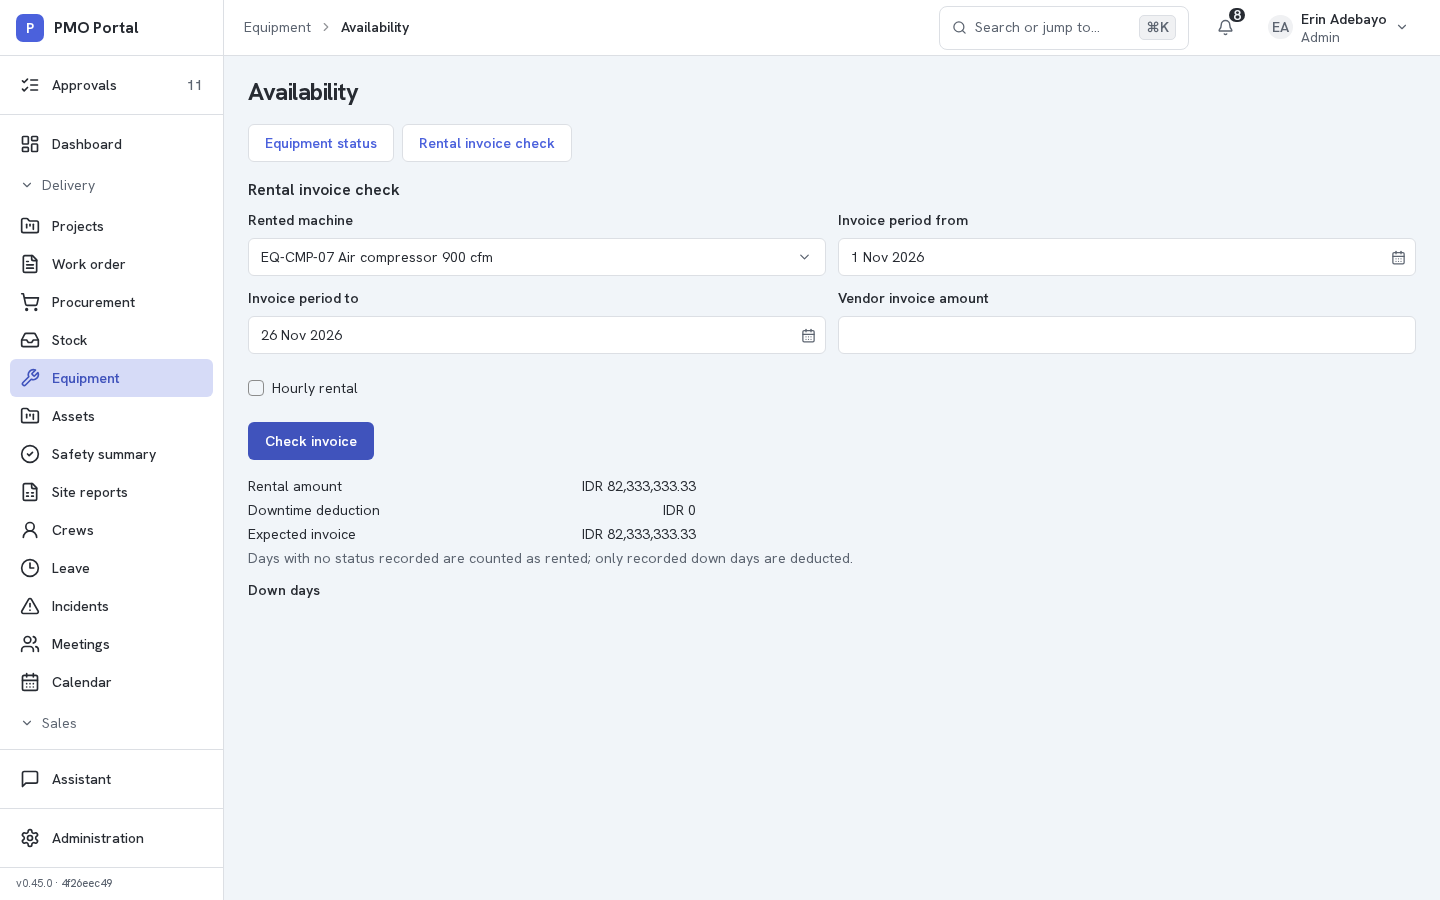 P PMO Portal
Equipment > Availability
Search or jump to... ⌘K
8
EA
Erin Adebayo
Admin
Approvals 11
Dashboard
Delivery
Projects
Work order
Procurement
Stock
Equipment
Assets
Safety summary
Site reports
Crews
Leave
Incidents
Meetings
Calendar
Sales
Assistant
Administration
v0.45.0 · 4f26eec49
Availability
Equipment status Rental invoice check
Rental invoice check
Rented machine Invoice period from
EQ-CMP-07 Air compressor 900 cfm 1 Nov 2026
Invoice period to Vendor invoice amount
26 Nov 2026
Hourly rental
Check invoice
Rental amount IDR 82,333,333.33
Downtime deduction IDR 0
Expected invoice IDR 82,333,333.33
Days with no status recorded are counted as rented; only recorded down days are deducted.
Down days